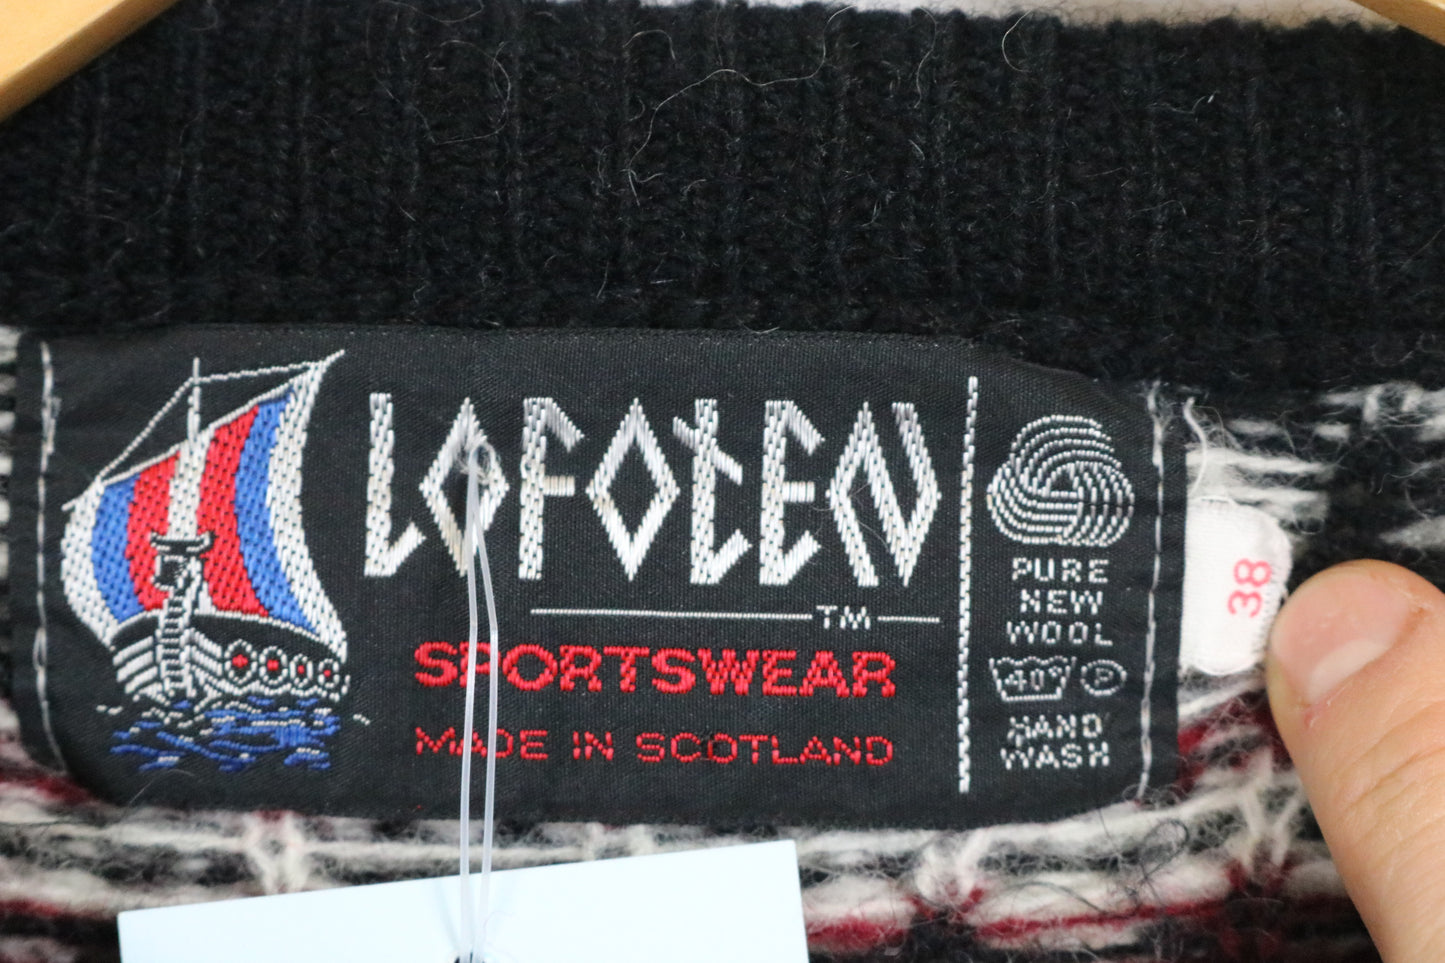 LOFOTEN
TM
SPORTSWEAR
MADE IN SCOTLAND
PURE
NEW
WOOL
40° P
HAND
WASH
38